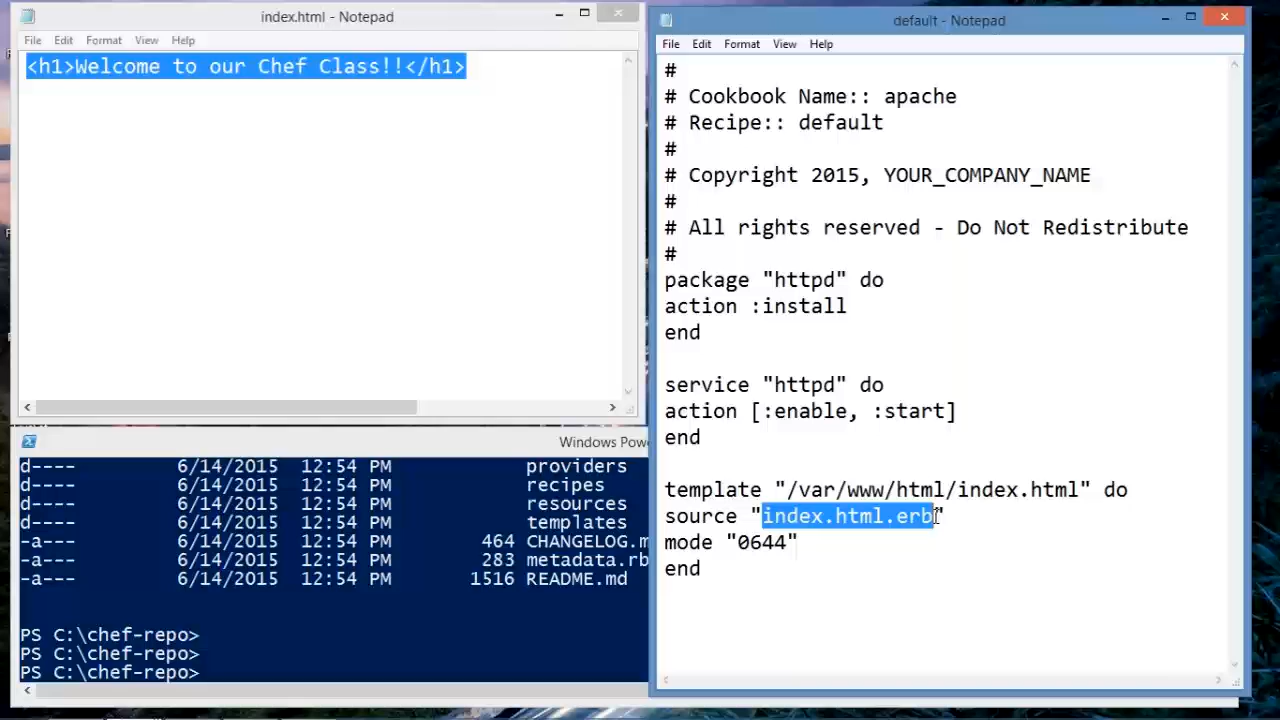 index.html - Notepad
File Edit Format View Help
<h1>Welcome to our Chef Class!!</h1>
default - Notepad
File Edit Format View Help
#
# Cookbook Name:: apache
# Recipe:: default
#
# Copyright 2015, YOUR_COMPANY_NAME
#
# All rights reserved - Do Not Redistribute
#
package "httpd" do
action :install
end
service "httpd" do
action [:enable, :start]
end
template "/var/www/html/index.html" do
source "index.html.erb"
mode "0644"
end
Windows Pow
d---- 6/14/2015 12:54 PM providers
d---- 6/14/2015 12:54 PM recipes
d---- 6/14/2015 12:54 PM resources
d---- 6/14/2015 12:54 PM templates
-a--- 6/14/2015 12:54 PM 464 CHANGELOG.m
-a--- 6/14/2015 12:54 PM 283 metadata.rb
-a--- 6/14/2015 12:54 PM 1516 README.md
PS C:\chef-repo>
PS C:\chef-repo>
PS C:\chef-repo>